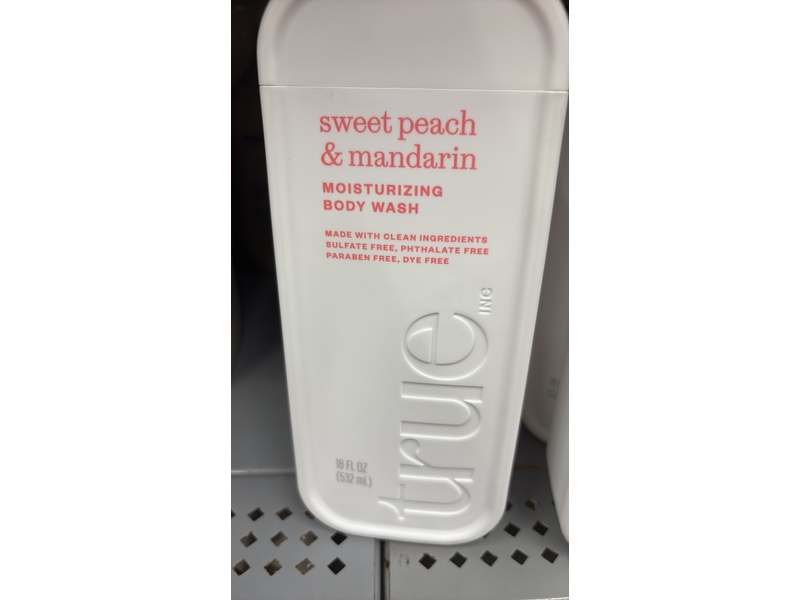 sweet peach
& mandarin
MOISTURIZING
BODY WASH
MADE WITH CLEAN INGREDIENTS
SULFATE FREE, PHTHALATE FREE
PARABEN FREE, DYE FREE
true
INC
18 FL OZ
(532 mL)